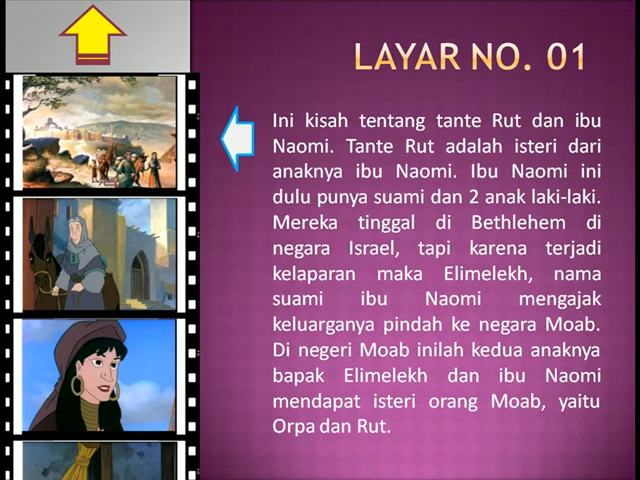 LAYAR NO. 01
Ini kisah tentang tante Rut dan ibu
Naomi. Tante Rut adalah isteri dari
anaknya ibu Naomi. Ibu Naomi ini
dulu punya suami dan 2 anak laki-laki.
Mereka tinggal di Bethlehem di
negara Israel, tapi karena terjadi
kelaparan maka Elimelekh, nama
suami ibu Naomi mengajak
keluarganya pindah ke negara Moab.
Di negeri Moab inilah kedua anaknya
bapak Elimelekh dan ibu Naomi
mendapat isteri orang Moab, yaitu
Orpa dan Rut.